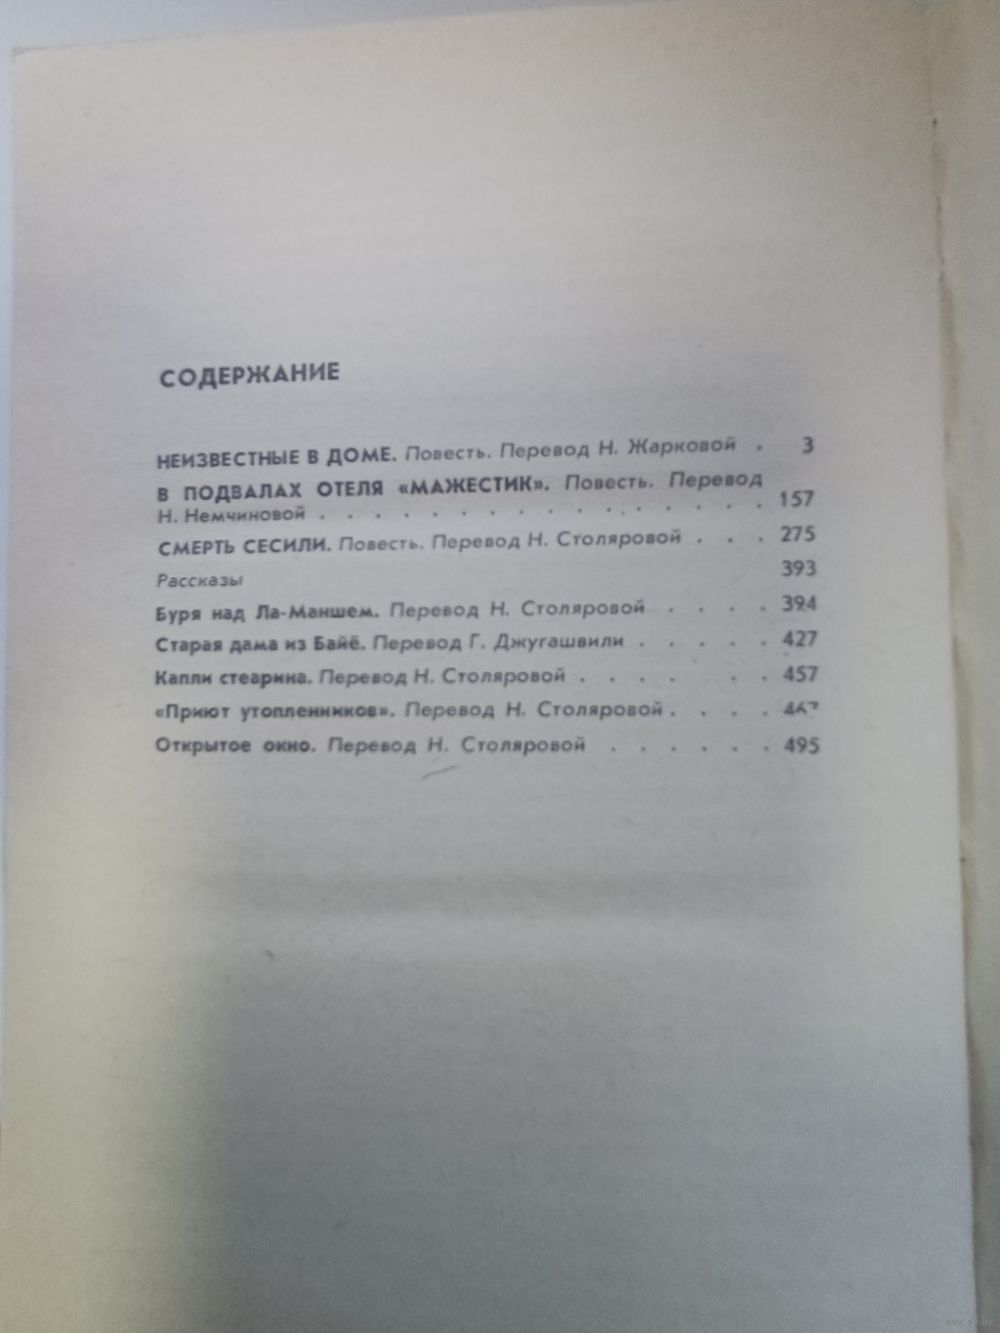 СОДЕРЖАНИЕ
НЕИЗВЕСТНЫЕ В ДОМЕ. Повесть. Перевод Н. Жарковой . 3
В ПОДВАЛАХ ОТЕЛЯ «МАЖЕСТИК». Повесть. Перевод
Н. Немчиновой . . . . . . . . . . . . . . . . 157
СМЕРТЬ СЕСИЛИ. Повесть. Перевод Н. Столяровой . . . 275
Рассказы 393
Буря над Ла-Маншем. Перевод Н. Столяровой . . . . 394
Старая дама из Байё. Перевод Г. Джугашвили . . . . . 427
Капли стеарина. Перевод Н. Столяровой . . . . . . 457
«Приют утопленников». Перевод Н. Столяровой . . . .
Открытое окно. Перевод Н. Столяровой . . . . . . 495